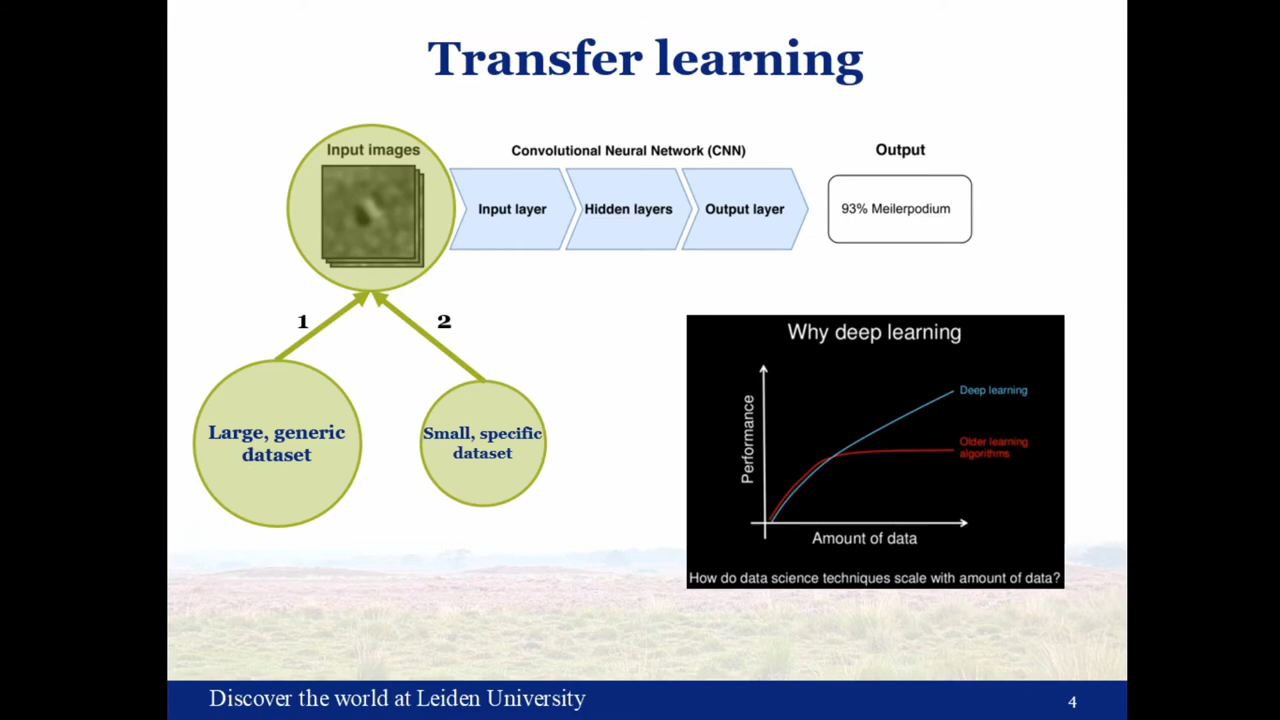 Transfer learning
Input images
Convolutional Neural Network (CNN)
Output
Input layer
Hidden layers
Output layer
93% Meilerpodium
1
2
Large, generic
dataset
Small, specific
dataset
Why deep learning
Performance
Deep learning
Older learning
algorithms
Amount of data
How do data science techniques scale with amount of data?
Discover the world at Leiden University
4